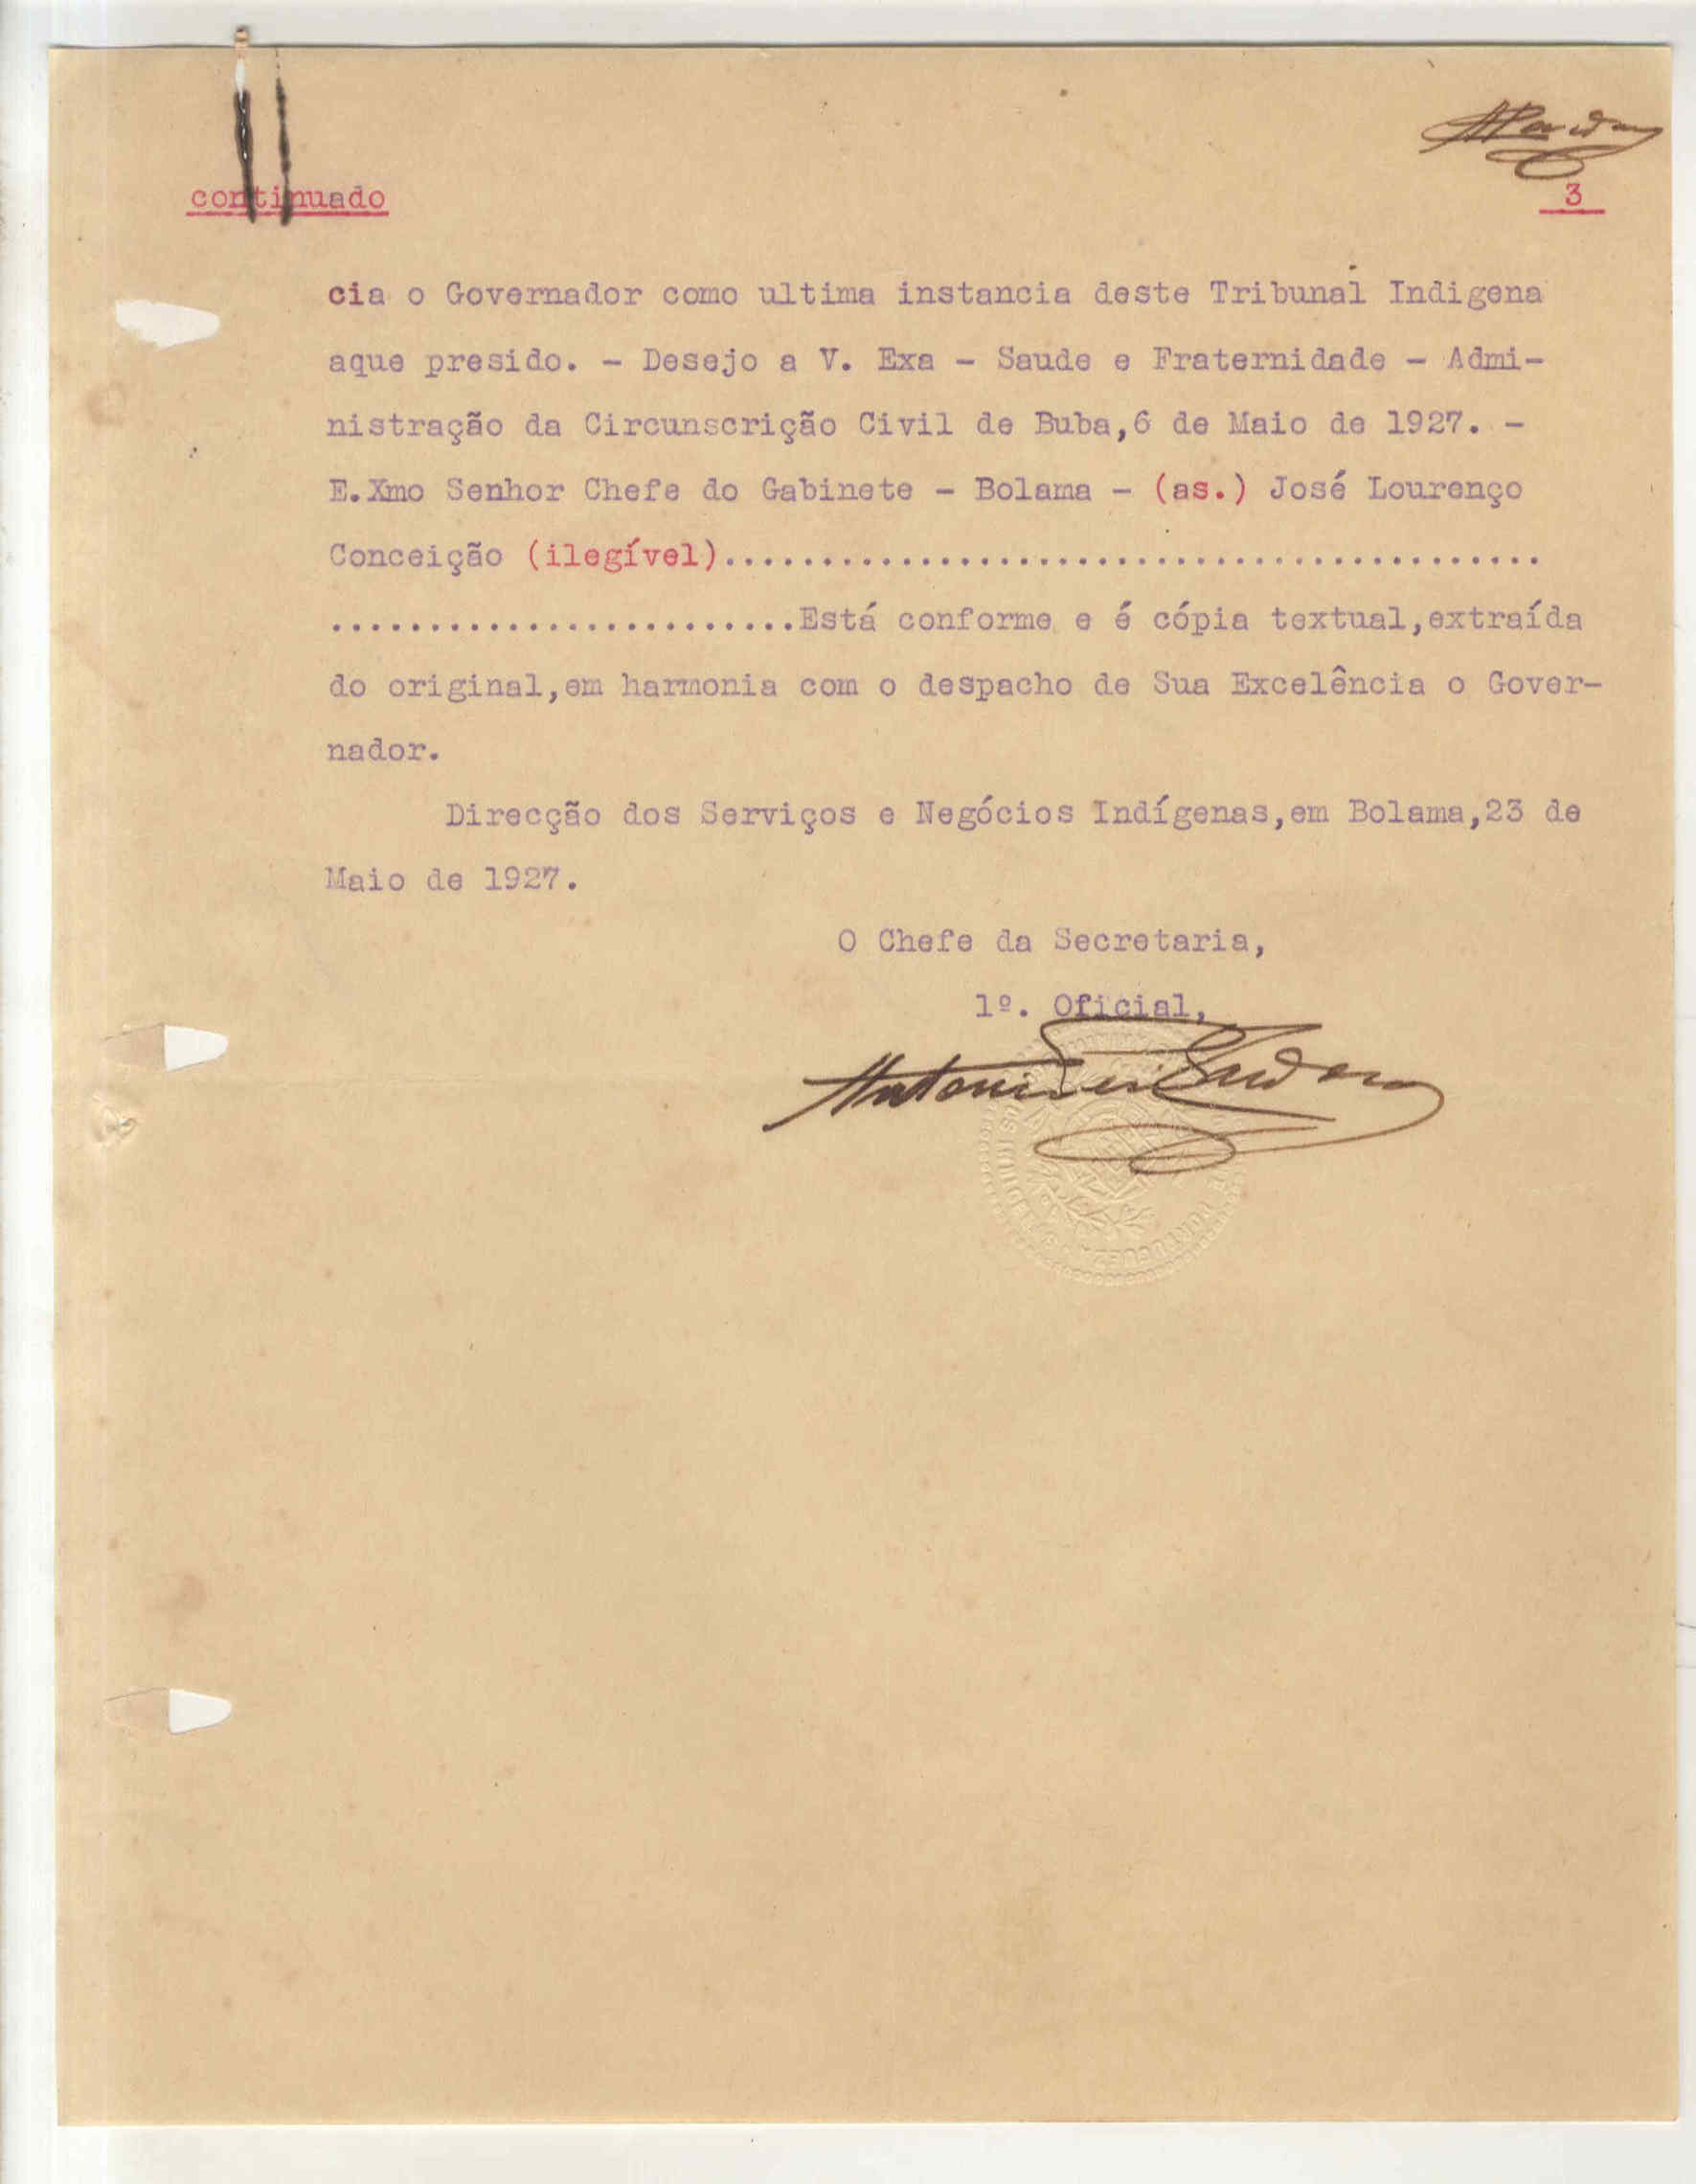 continuado
3
cia o Governador como ultima instancia deste Tribunal Indigena
aque presido. - Desejo a V. Exa - Saude e Fraternidade - Admi-
nistração da Circunscrição Civil de Buba,6 de Maio de 1927. -
E.Xmo Senhor Chefe do Gabinete - Bolama - (as.) José Lourenço
Conceição (ilegível)..........................................
........................Está conforme e é cópia textual,extraída
do original,em harmonia com o despacho de Sua Excelência o Gover-
nador.
Direcção dos Serviços e Negócios Indígenas,em Bolama,23 de
Maio de 1927.
O Chefe da Secretaria,
1º. Oficial,